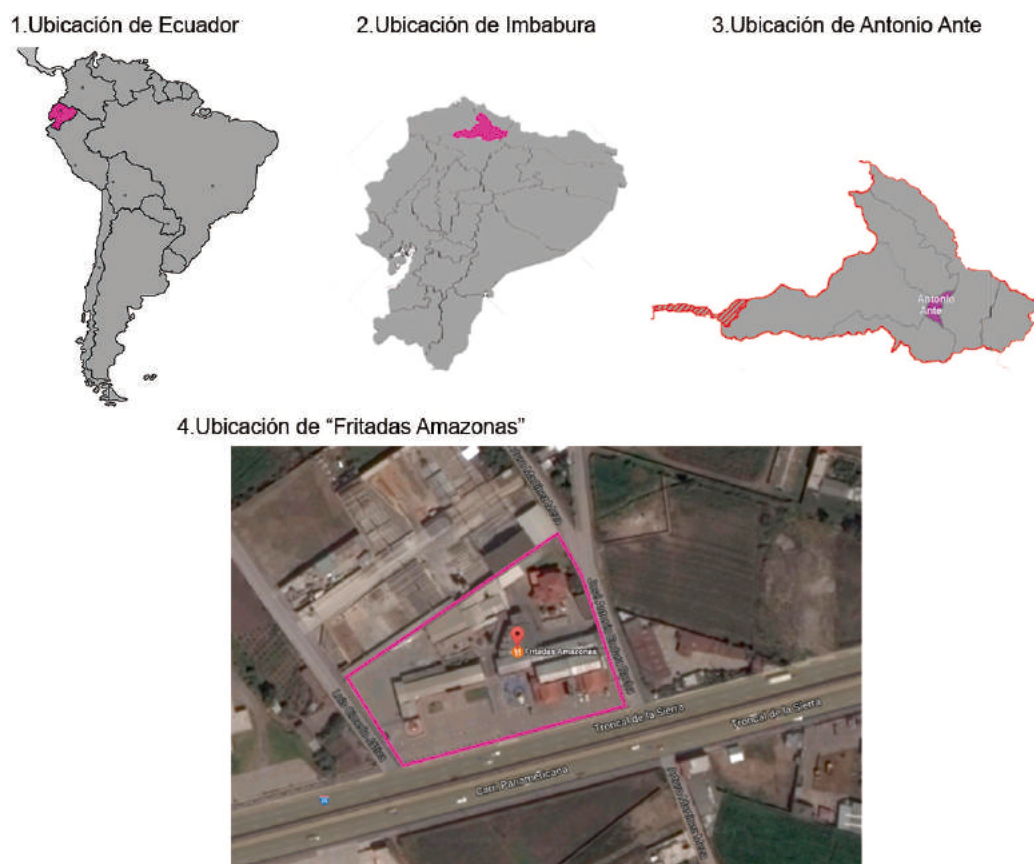 1.Ubicación de Ecuador
2.Ubicación de Imbabura
3.Ubicación de Antonio Ante
Antonio
Ante
4.Ubicación de “Fritadas Amazonas”
Fritadas Amazonas
Troncal de la Sierra
Troncal de la Sierra
Carr. Panamericana